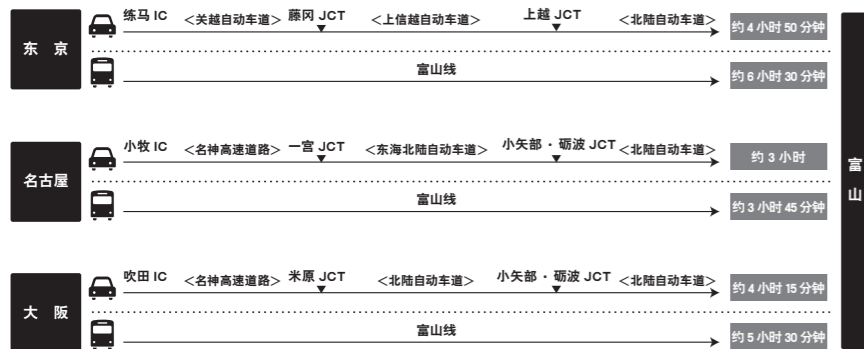 东 京
练马 IC <关越自动车道> 藤冈 JCT <上信越自动车道> 上越 JCT <北陆自动车道> 约 4 小时 50 分钟
富山线 约 6 小时 30 分钟
名古屋
小牧 IC <名神高速道路> 一宫 JCT <东海北陆自动车道> 小矢部・砺波 JCT <北陆自动车道> 约 3 小时
富山线 约 3 小时 45 分钟
大 阪
吹田 IC <名神高速道路> 米原 JCT <北陆自动车道> 小矢部・砺波 JCT <北陆自动车道> 约 4 小时 15 分钟
富山线 约 5 小时 30 分钟
富山